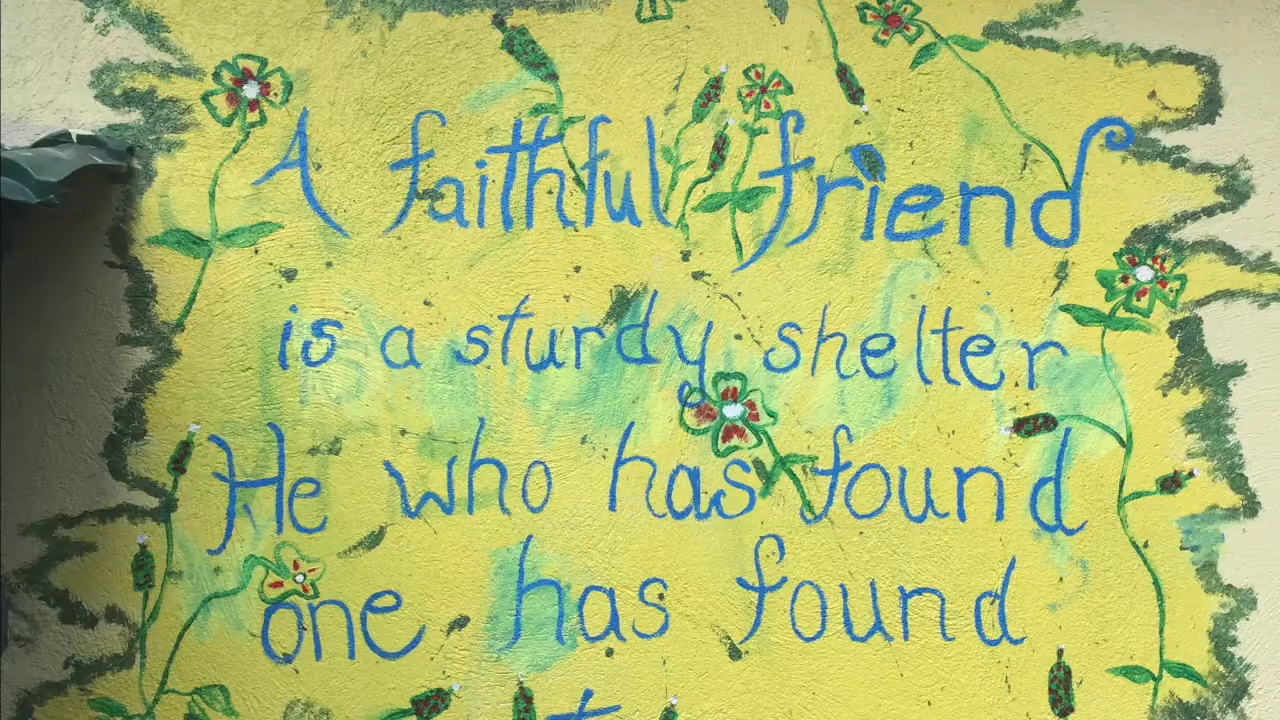 A faithful friend
is a sturdy shelter
He who has found
one has found